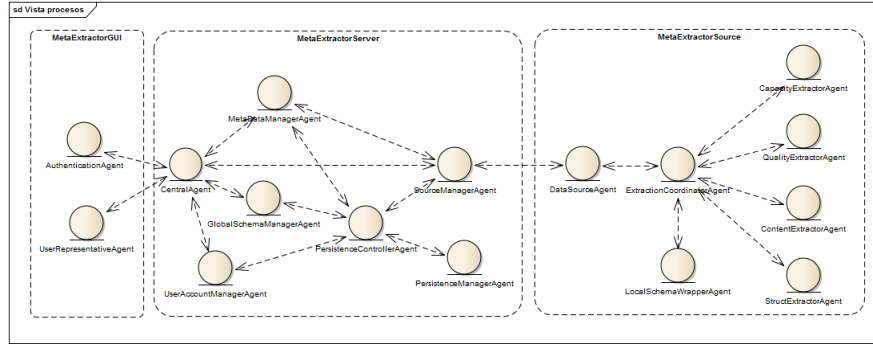 sd Vista procesos
MetaExtractorGUI
MetaExtractorServer
MetaExtractorSource
CapacityExtractorAgent
MetaDataManagerAgent
QualityExtractorAgent
AuthenticationAgent
CentralAgent
SourceManagerAgent
DataSourceAgent
ExtractionCoordinatorAgent
GlobalSchemaManagerAgent
ContentExtractorAgent
UserRepresentativeAgent
PersistenceControllerAgent
PersistenceManagerAgent
UserAccountManagerAgent
LocalSchemaWrapperAgent
StructExtractorAgent